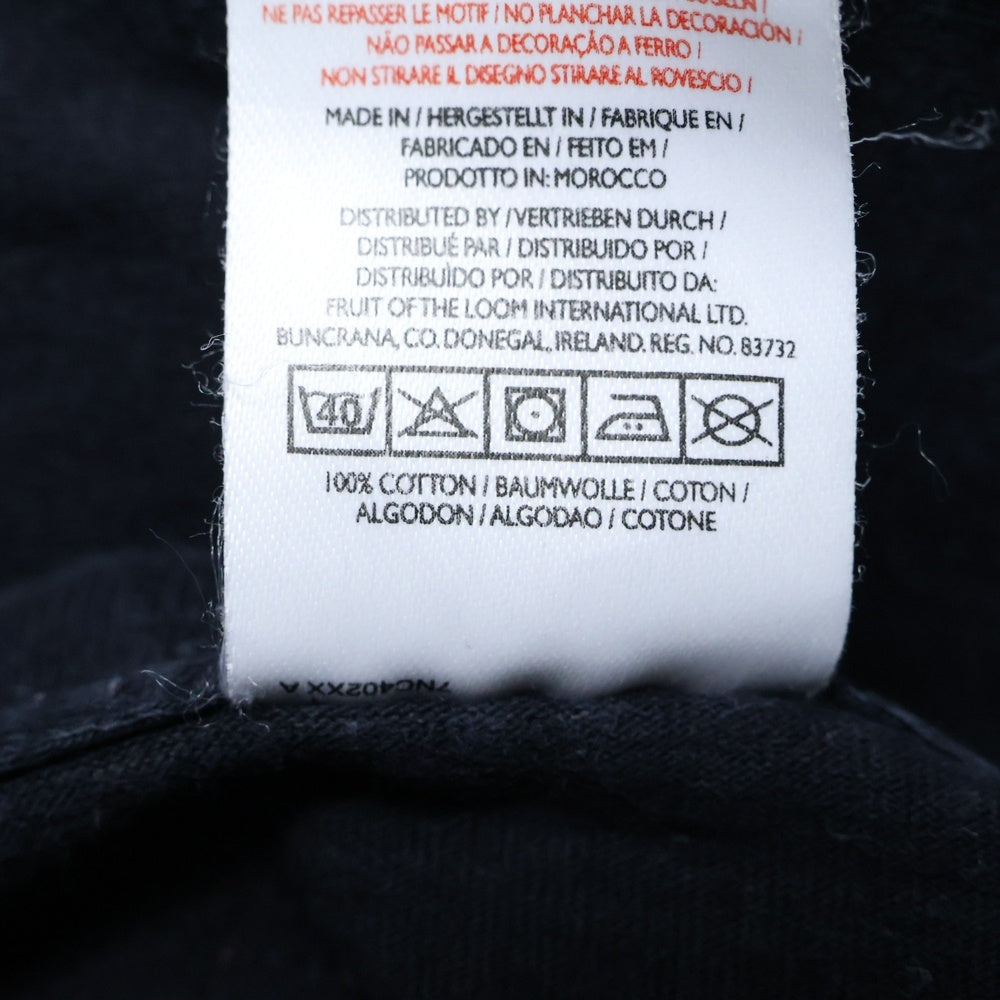 NE PAS REPASSER LE MOTIF / NO PLANCHAR LA DECORACIÓN /
NÃO PASSAR A DECORAÇÃO A FERRO /
NON STIRARE IL DISEGNO STIRARE AL ROVESCIO /
MADE IN / HERGESTELLT IN / FABRIQUE EN /
FABRICADO EN / FEITO EM /
PRODOTTO IN: MOROCCO
DISTRIBUTED BY / VERTRIEBEN DURCH /
DISTRIBUÉ PAR / DISTRIBUIDO POR /
DISTRIBUÌDO POR / DISTRIBUITO DA:
FRUIT OF THE LOOM INTERNATIONAL LTD.
BUNCRANA, CO. DONEGAL, IRELAND. REG. NO. 83732
40
100% COTTON / BAUMWOLLE / COTON /
ALGODON / ALGODAO / COTONE
7NC402XX A